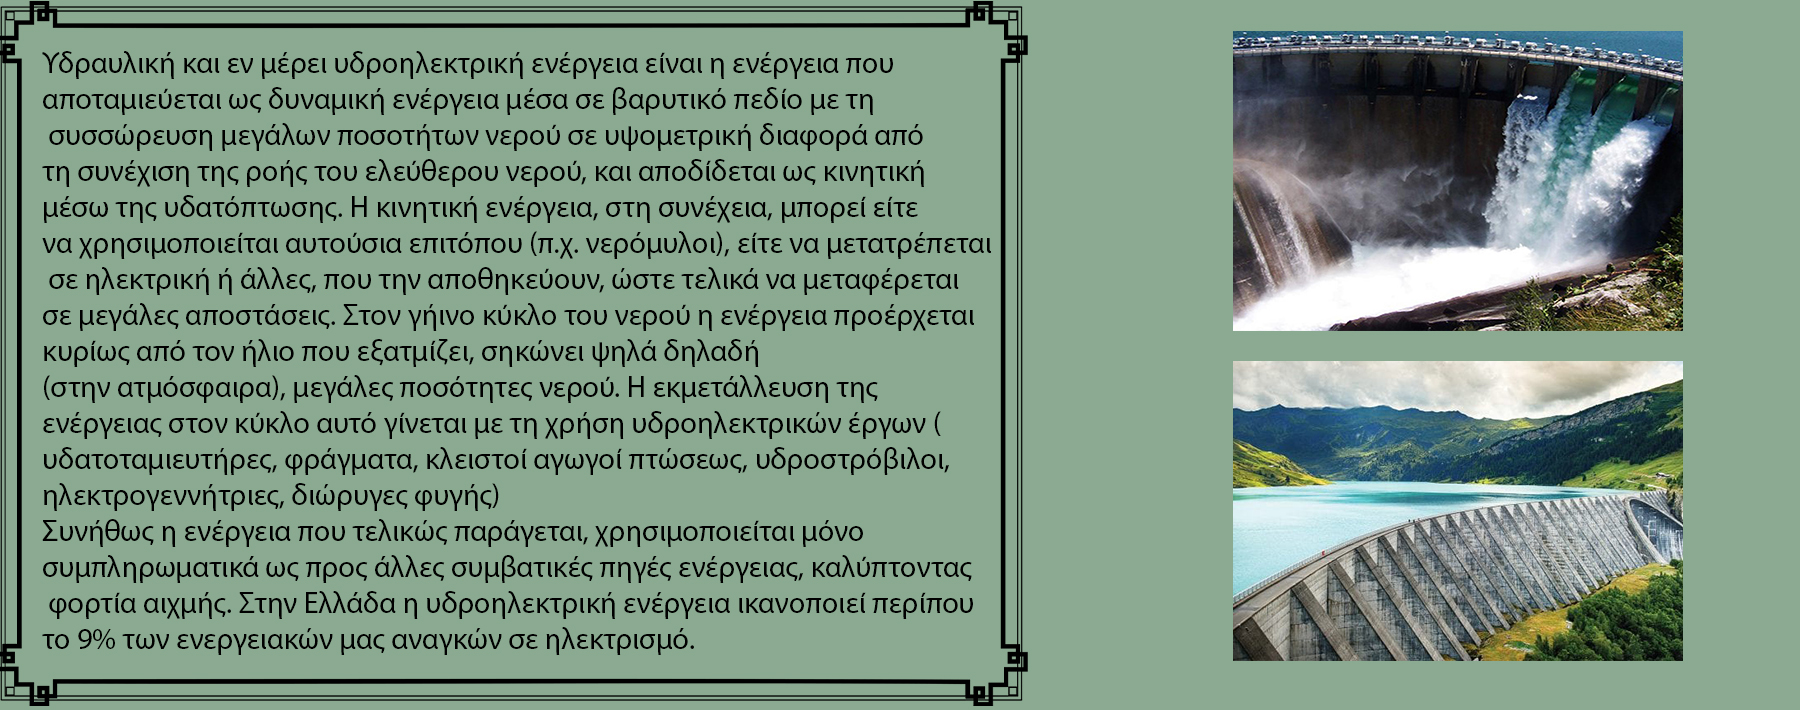 Υδραυλική και εν μέρει υδροηλεκτρική ενέργεια είναι η ενέργεια που
αποταμιεύεται ως δυναμική ενέργεια μέσα σε βαρυτικό πεδίο με τη
συσσώρευση μεγάλων ποσοτήτων νερού σε υψομετρική διαφορά από
τη συνέχιση της ροής του ελεύθερου νερού, και αποδίδεται ως κινητική
μέσω της υδατόπτωσης. Η κινητική ενέργεια, στη συνέχεια, μπορεί είτε
να χρησιμοποιείται αυτούσια επιτόπου (π.χ. νερόμυλοι), είτε να μετατρέπεται
σε ηλεκτρική ή άλλες, που την αποθηκεύουν, ώστε τελικά να μεταφέρεται
σε μεγάλες αποστάσεις. Στον γήινο κύκλο του νερού η ενέργεια προέρχεται
κυρίως από τον ήλιο που εξατμίζει, σηκώνει ψηλά δηλαδή
(στην ατμόσφαιρα), μεγάλες ποσότητες νερού. Η εκμετάλλευση της
ενέργειας στον κύκλο αυτό γίνεται με τη χρήση υδροηλεκτρικών έργων (
υδατοταμιευτήρες, φράγματα, κλειστοί αγωγοί πτώσεως, υδροστρόβιλοι,
ηλεκτρογεννήτριες, διώρυγες φυγής)
Συνήθως η ενέργεια που τελικώς παράγεται, χρησιμοποιείται μόνο
συμπληρωματικά ως προς άλλες συμβατικές πηγές ενέργειας, καλύπτοντας
φορτία αιχμής. Στην Ελλάδα η υδροηλεκτρική ενέργεια ικανοποιεί περίπου
το 9% των ενεργειακών μας αναγκών σε ηλεκτρισμό.